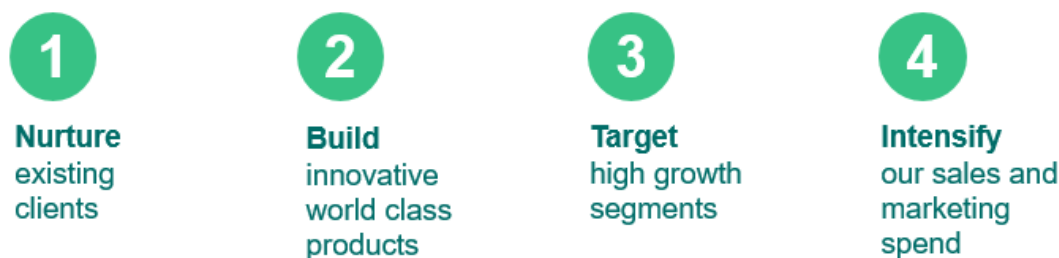 1
Nurture
existing
clients
2
Build
innovative
world class
products
3
Target
high growth
segments
4
Intensify
our sales and
marketing
spend